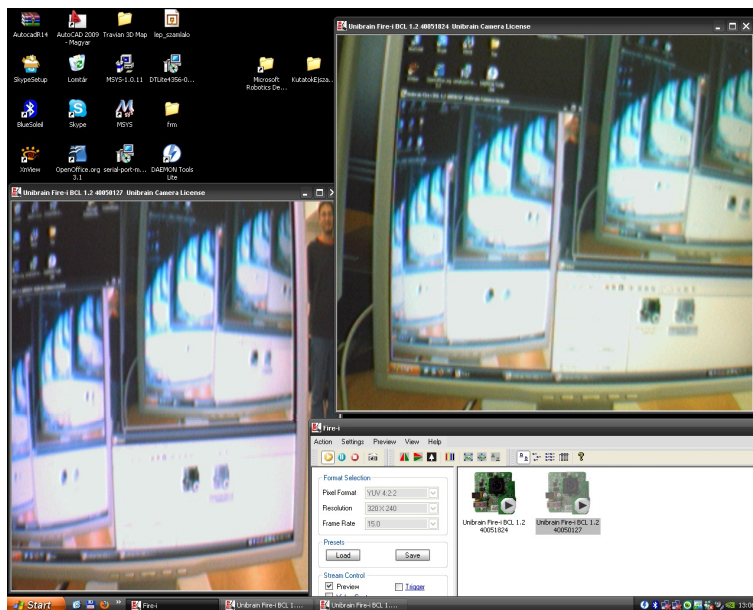 AutocadR14
AutoCAD 2009 - Magyar
Travian 3D Map
lep_szamlalo
SkypeSetup
Lomtár
MSYS-1.0.11
DTLite4356-0...
Microsoft Robotics De...
KutatokEjsza...
BlueSoleil
Skype
MSYS
frm
XnView
OpenOffice.org 3.1
serial-port-m...
DAEMON Tools Lite
Unibrain Fire-i BCL 1.2 40051824 Unibrain Camera License
Unibrain Fire-i BCL 1.2 40050127 Unibrain Camera License
Fire-i
Action Settings Preview View Help
Format Selection
Pixel Format YUV 4:2:2
Resolution 320 X 240
Frame Rate 15.0
Presets
Load Save
Stream Control
Preview Trigger
Unibrain Fire-i BCL 1.2
40051824
Unibrain Fire-i BCL 1.2
40050127
Start
Fire-i
Unibrain Fire-i BCL 1....
Unibrain Fire-i BCL 1....